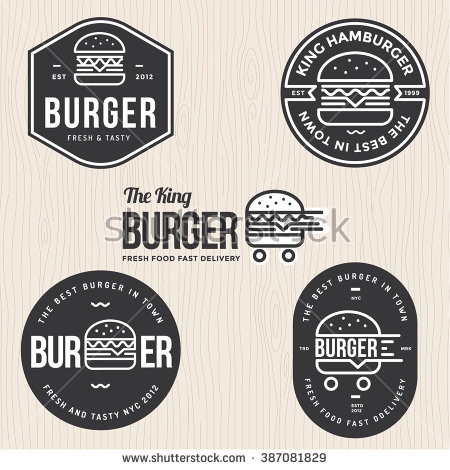 EST 2012
BURGER
FRESH & TASTY
KING HAMBURGER
EST 1999
THE BEST IN TOWN
The King
BURGER
FRESH FOOD FAST DELIVERY
shutterstock
THE BEST BURGER IN TOWN
BUR ER
FRESH AND TASTY NYC 2012
THE BEST BURGER IN TOWN
NYC
TRD MRK
BURGER
ESTD
2012
FRESH FOOD FAST DDELIVERY
www.shutterstock.com · 387081829